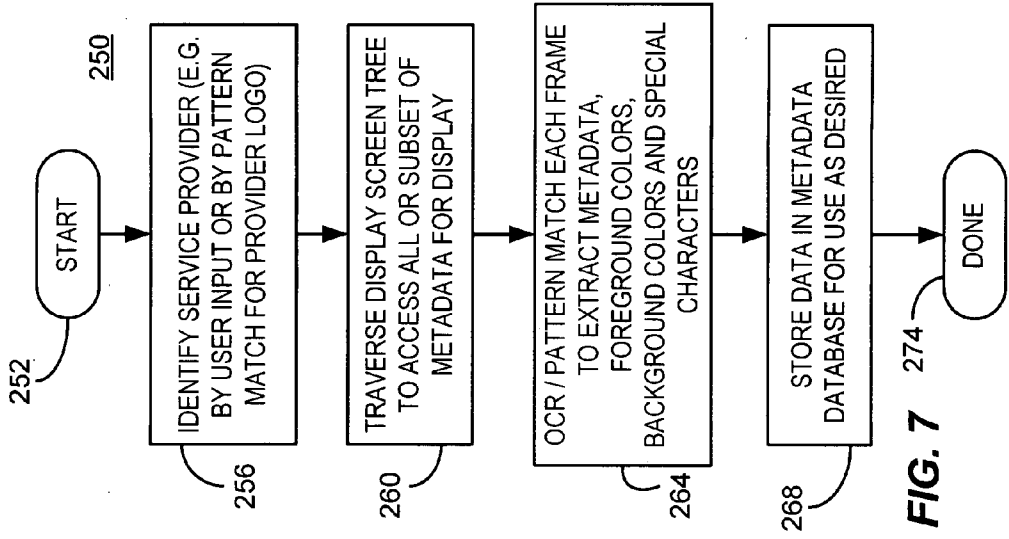 250
START
252
IDENTIFY SERVICE PROVIDER (E.G.
BY USER INPUT OR BY PATTERN
MATCH FOR PROVIDER LOGO)
256
TRAVERSE DISPLAY SCREEN TREE
TO ACCESS ALL OR SUBSET OF
METADATA FOR DISPLAY
260
OCR / PATTERN MATCH EACH FRAME
TO EXTRACT METADATA,
FOREGROUND COLORS,
BACKGROUND COLORS AND SPECIAL
CHARACTERS
264
STORE DATA IN METADATA
DATABASE FOR USE AS DESIRED
268
DONE
274
FIG. 7